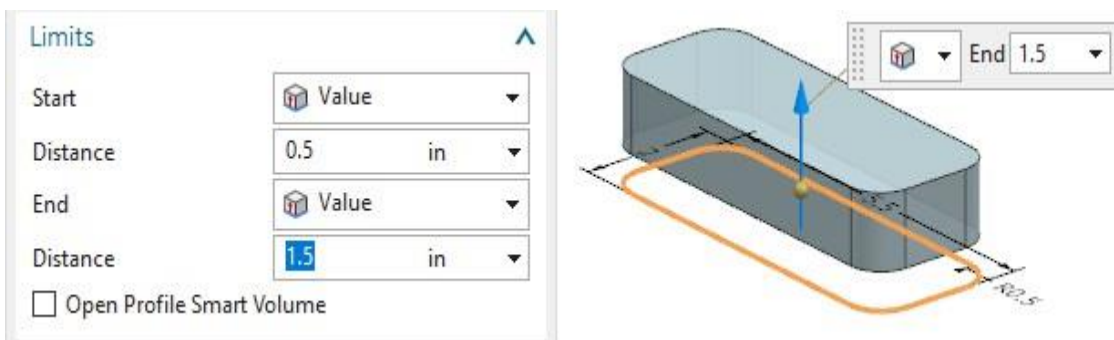 Limits
Start Value
Distance 0.5 in
End Value
Distance 1.5 in
Open Profile Smart Volume
End 1.5
R0.5